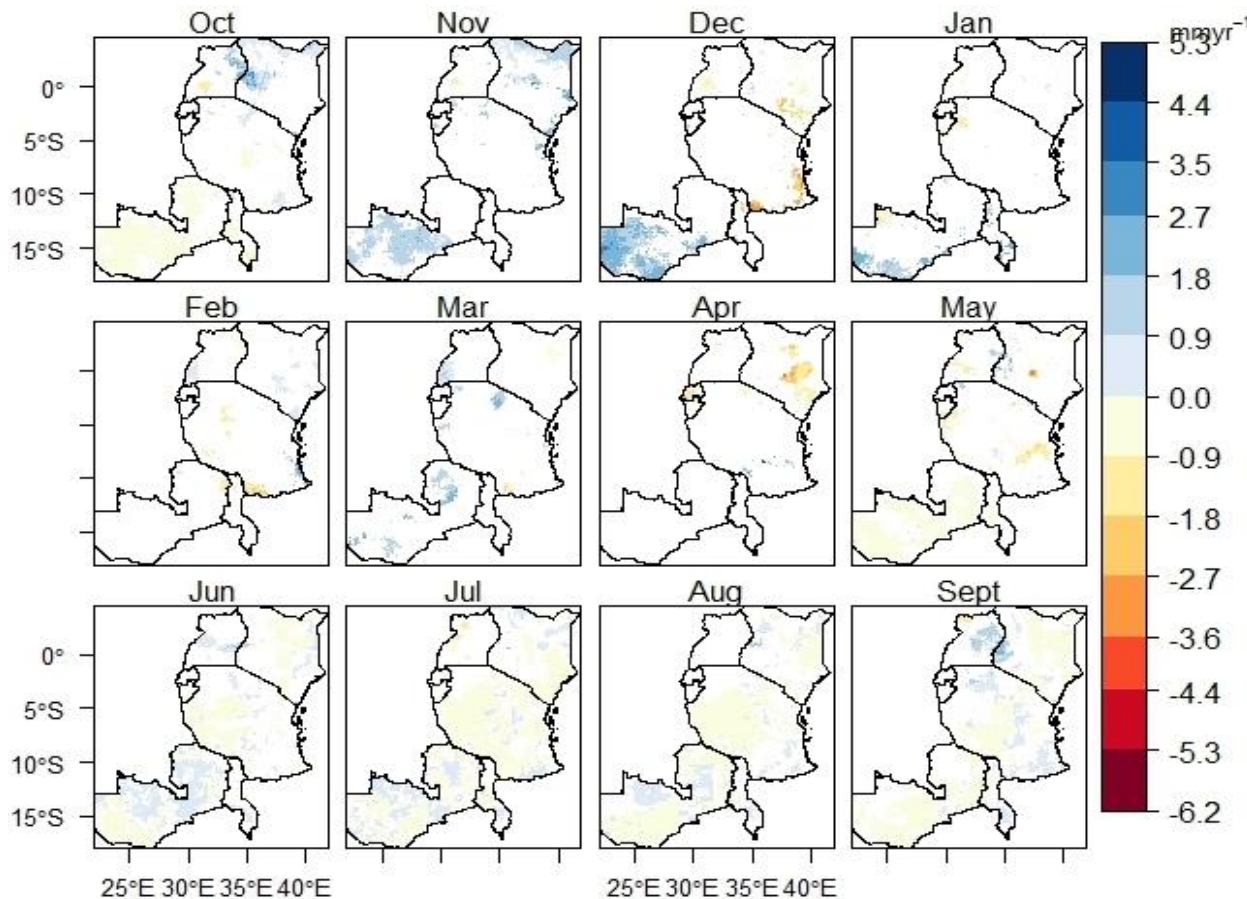 Oct Nov Dec Jan
mmyr⁻¹
5.3
4.4
3.5
2.7
1.8
0.9
0.0
-0.9
-1.8
-2.7
-3.6
-4.4
-5.3
-6.2
0°
5°S
10°S
15°S
Feb Mar Apr May
Jun Jul Aug Sept
0°
5°S
10°S
15°S
25°E 30°E 35°E 40°E
25°E 30°E 35°E 40°E